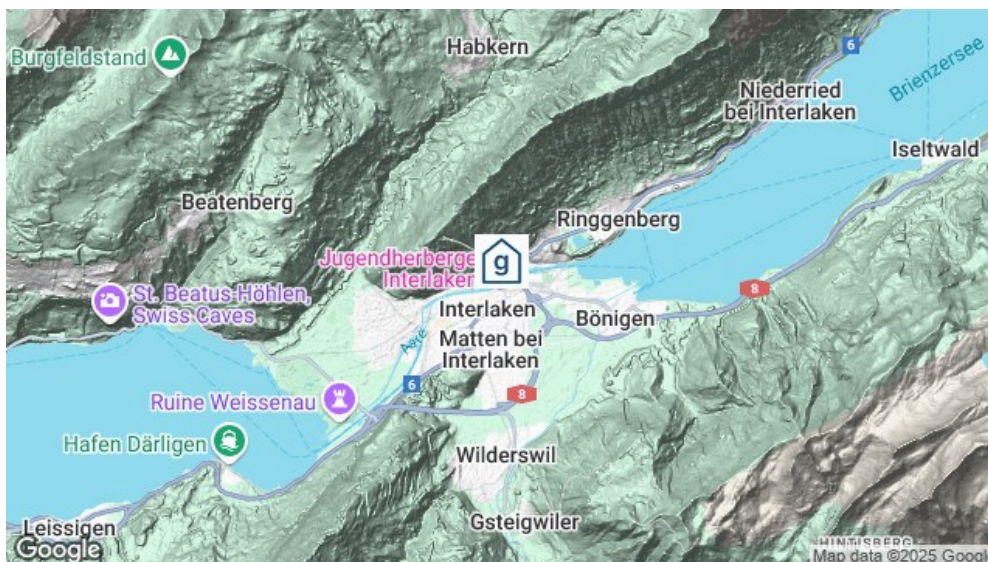 Burgfeldstand
Habkern
6
Brienzersee
Niederried
bei Interlaken
Iseltwald
Beatenberg
Ringgenberg
Jugendherberge
Interlaken
g
St. Beatus-Höhlen,
Swiss Caves
8
Interlaken
Bönigen
Aare
Matten bei
Interlaken
6
8
Ruine Weissenau
Hafen Därligen
Wilderswil
Leissigen
Gsteigwiler
HINTISBERG
Google
Map data ©2025 Google